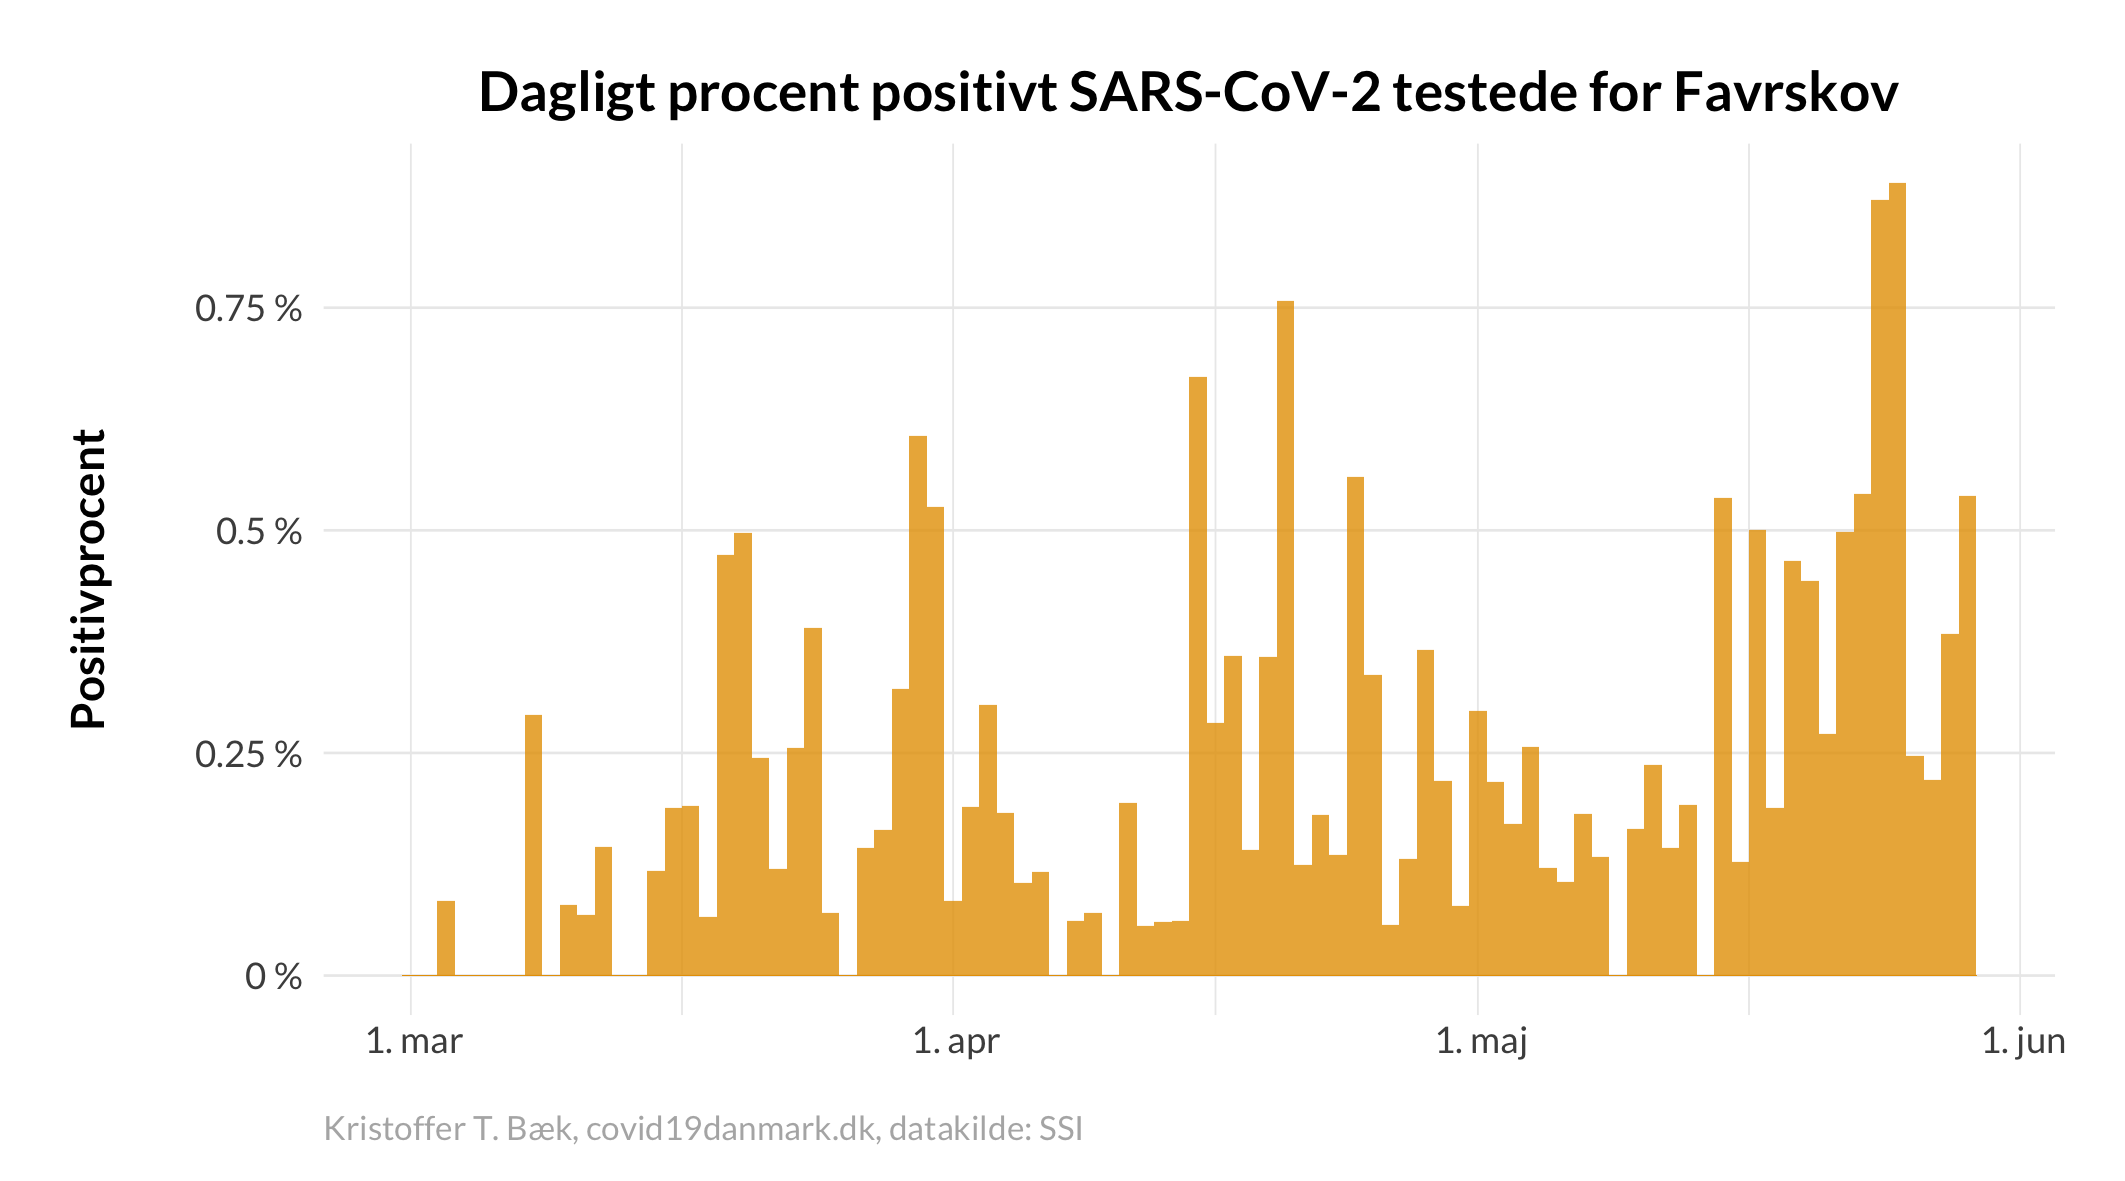 Dagligt procent positivt SARS-CoV-2 testede for Favrskov
Positivprocent
0.75 %
0.5 %
0.25 %
0 %
1. mar
1. apr
1. maj
1. jun
Kristoffer T. Bæk, covid19danmark.dk, datakilde: SSI